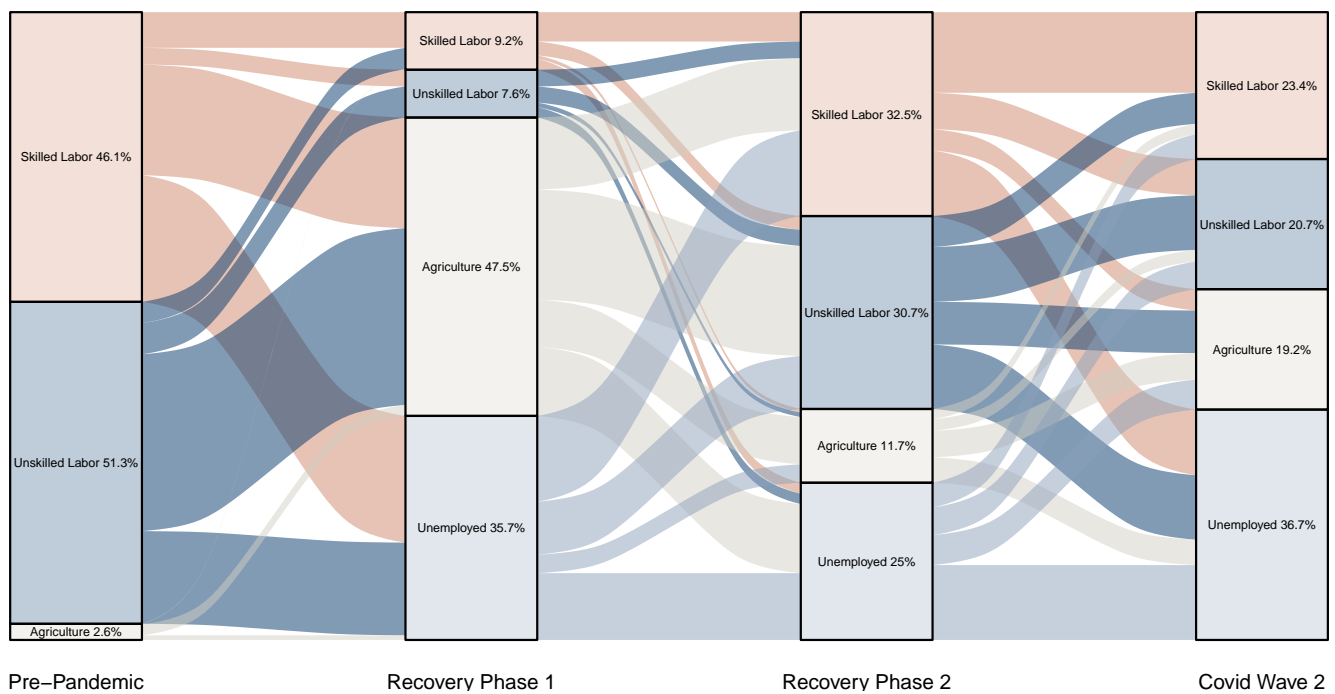 Skilled Labor 46.1%
Unskilled Labor 51.3%
Agriculture 2.6%
Skilled Labor 9.2%
Unskilled Labor 7.6%
Agriculture 47.5%
Unemployed 35.7%
Skilled Labor 32.5%
Unskilled Labor 30.7%
Agriculture 11.7%
Unemployed 25%
Skilled Labor 23.4%
Unskilled Labor 20.7%
Agriculture 19.2%
Unemployed 36.7%
Pre−Pandemic
Recovery Phase 1
Recovery Phase 2
Covid Wave 2